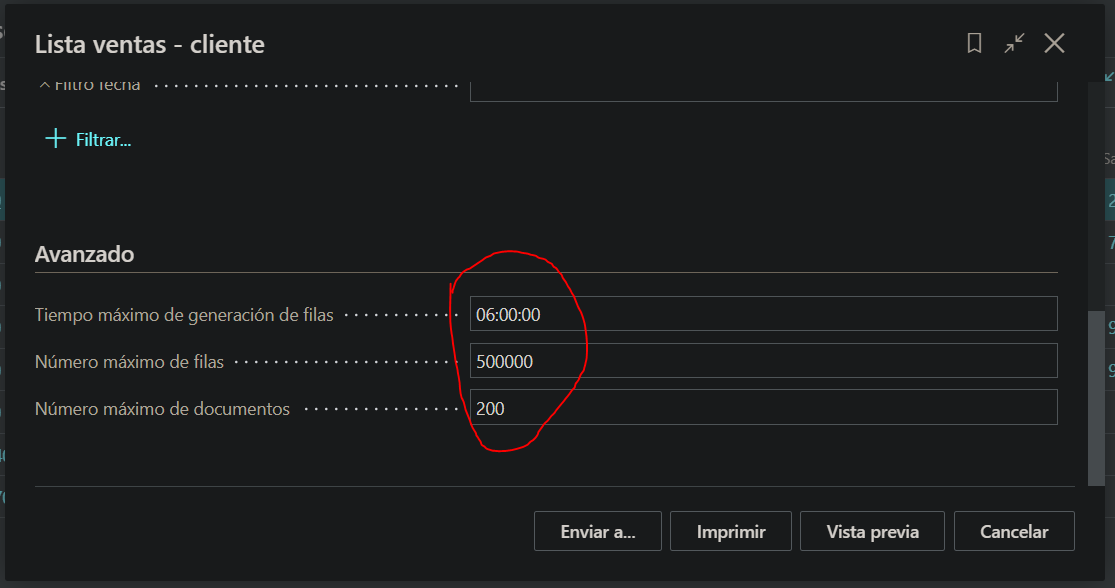 Lista ventas - cliente
Filtro fecha
Filtrar...
Avanzado
Tiempo máximo de generación de filas 06:00:00
Número máximo de filas 500000
Número máximo de documentos 200
Enviar a... Imprimir Vista previa Cancelar